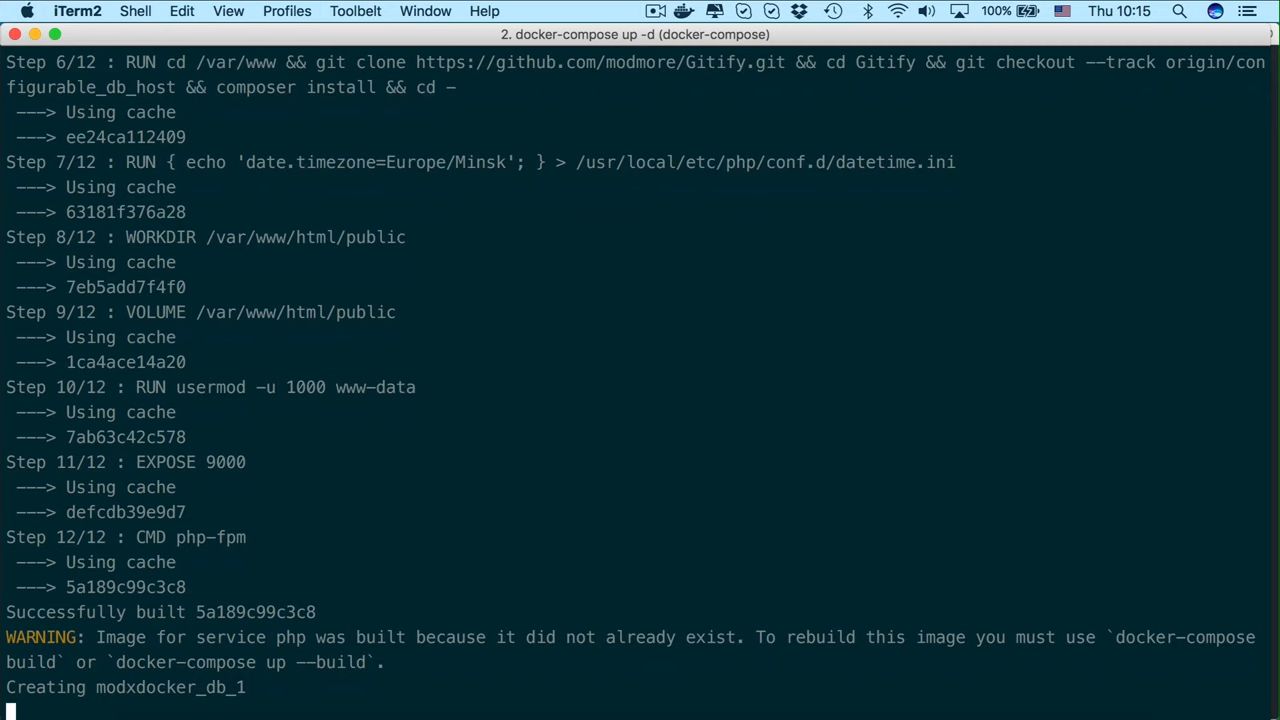 iTerm2 Shell Edit View Profiles Toolbelt Window Help 100% Thu 10:15
2. docker-compose up -d (docker-compose)
Step 6/12 : RUN cd /var/www && git clone https://github.com/modmore/Gitify.git && cd Gitify && git checkout --track origin/con
figurable_db_host && composer install && cd -
---> Using cache
---> ee24ca112409
Step 7/12 : RUN { echo 'date.timezone=Europe/Minsk'; } > /usr/local/etc/php/conf.d/datetime.ini
---> Using cache
---> 63181f376a28
Step 8/12 : WORKDIR /var/www/html/public
---> Using cache
---> 7eb5add7f4f0
Step 9/12 : VOLUME /var/www/html/public
---> Using cache
---> 1ca4ace14a20
Step 10/12 : RUN usermod -u 1000 www-data
---> Using cache
---> 7ab63c42c578
Step 11/12 : EXPOSE 9000
---> Using cache
---> defcdb39e9d7
Step 12/12 : CMD php-fpm
---> Using cache
---> 5a189c99c3c8
Successfully built 5a189c99c3c8
WARNING: Image for service php was built because it did not already exist. To rebuild this image you must use `docker-compose
build` or `docker-compose up --build`.
Creating modxdocker_db_1